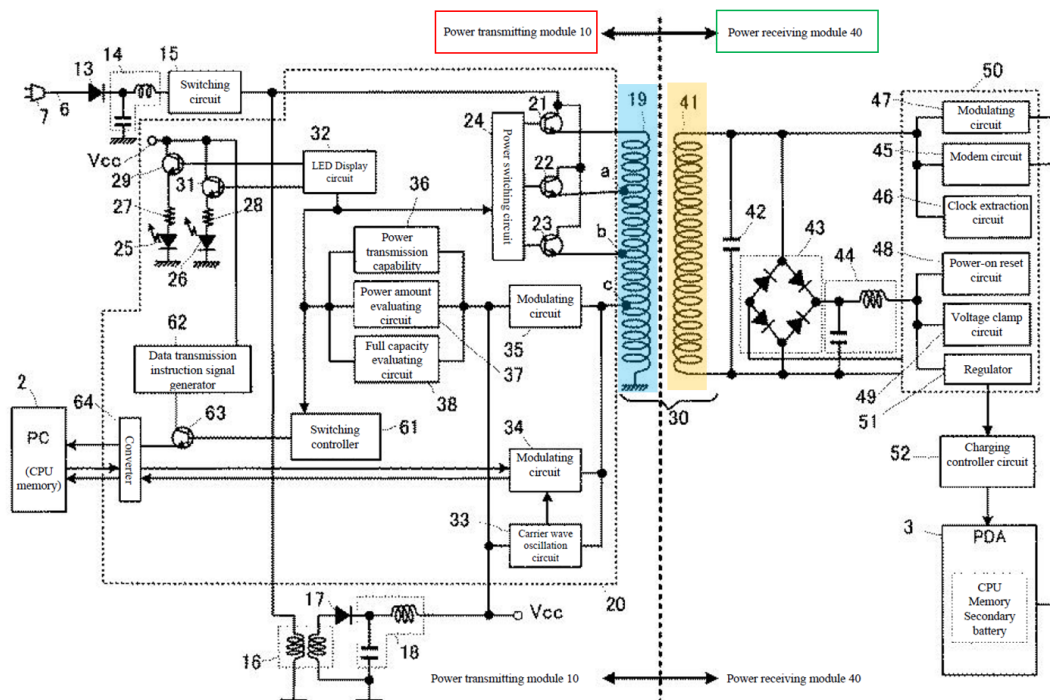 Power transmitting module 10
Power receiving module 40
13
14
15
Switching
circuit
7
6
Vcc
29
31
27
28
25
26
32
LED Display
circuit
36
Power
transmission
capability
Power amount
evaluating
circuit
37
Full capacity
evaluating
circuit
38
24
Power switching circuit
21
22
23
19
a
b
c
41
30
Modulating
circuit
35
62
Data transmission
instruction signal
generator
63
64
Converter
2
PC
(CPU
memory)
Switching
controller
61
34
Modulating
circuit
33
Carrier wave
oscillation
circuit
20
16
17
18
Vcc
42
43
44
50
47
Modulating
circuit
45
Modem circuit
46
Clock extraction
circuit
48
Power-on reset
circuit
49
Voltage clamp
circuit
51
Regulator
52
Charging
controller circuit
3
PDA
CPU
Memory
Secondary
battery
Power transmitting module 10
Power receiving module 40